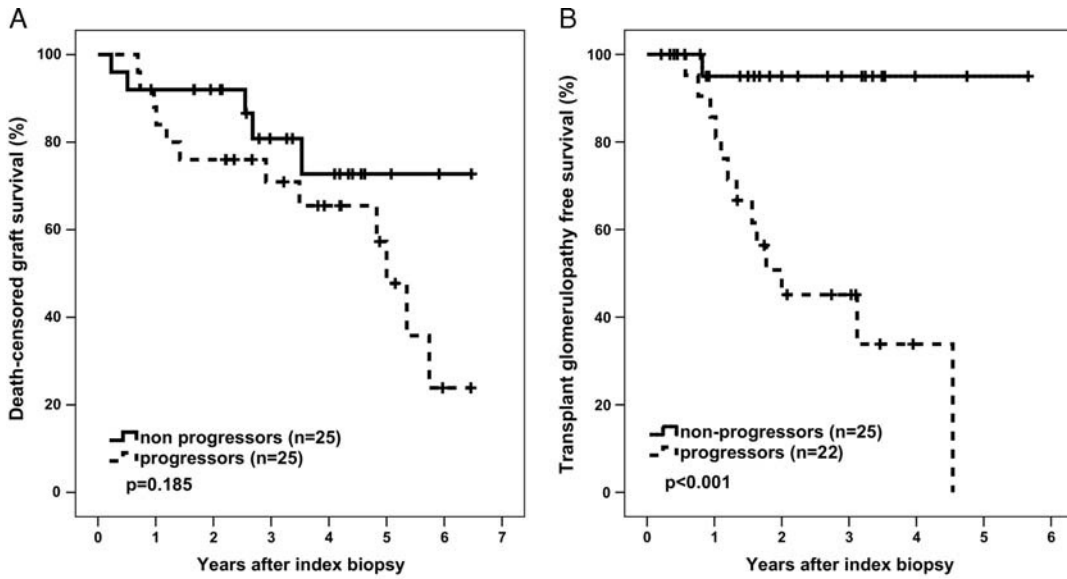 A
Death-censored graft survival (%)
100
80
60
40
20
0
non progressors (n=25)
progressors (n=25)
p=0.185
0 1 2 3 4 5 6 7
Years after index biopsy
B
Transplant glomerulopathy free survival (%)
100
80
60
40
20
0
non-progressors (n=25)
progressors (n=22)
p<0.001
0 1 2 3 4 5 6
Years after index biopsy